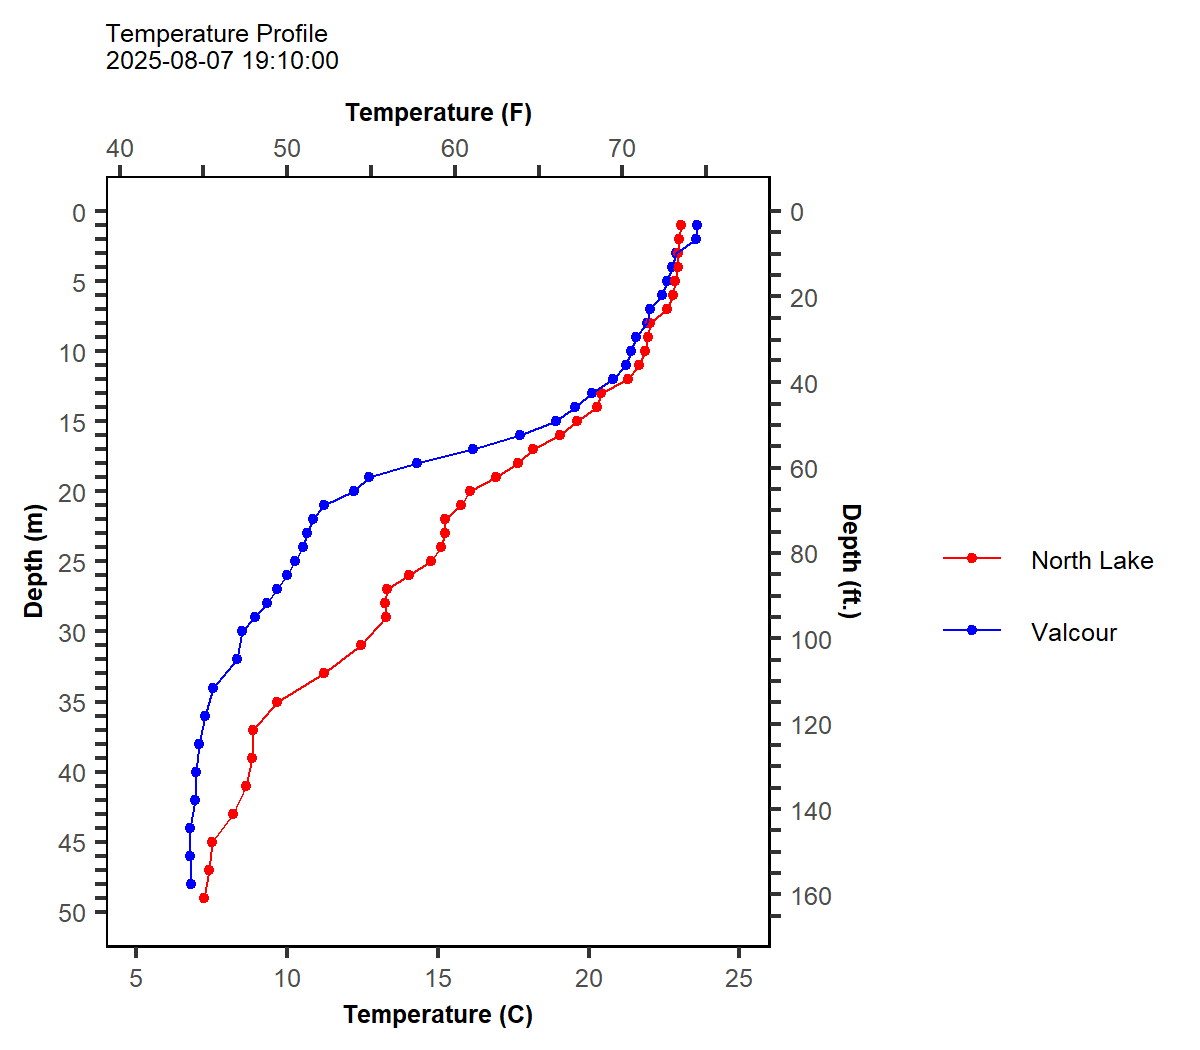 Temperature Profile
2025-08-07 19:10:00
Temperature (F)
40 50 60 70
0
5
10
15
20
25
30
35
40
45
50
Depth (m)
0
20
40
60
80
100
120
140
160
Depth (ft.)
North Lake
Valcour
5 10 15 20 25
Temperature (C)